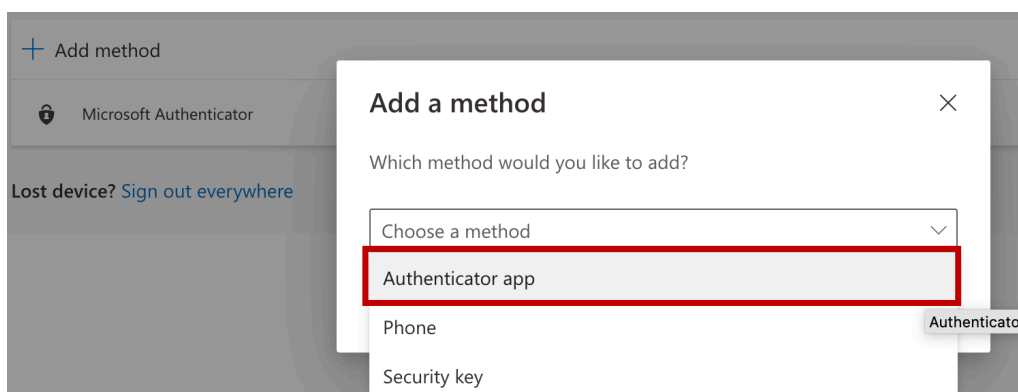 Add method
Microsoft Authenticator
Lost device? Sign out everywhere
Add a method
Which method would you like to add?
Choose a method
Authenticator app
Phone
Authenticato
Security key